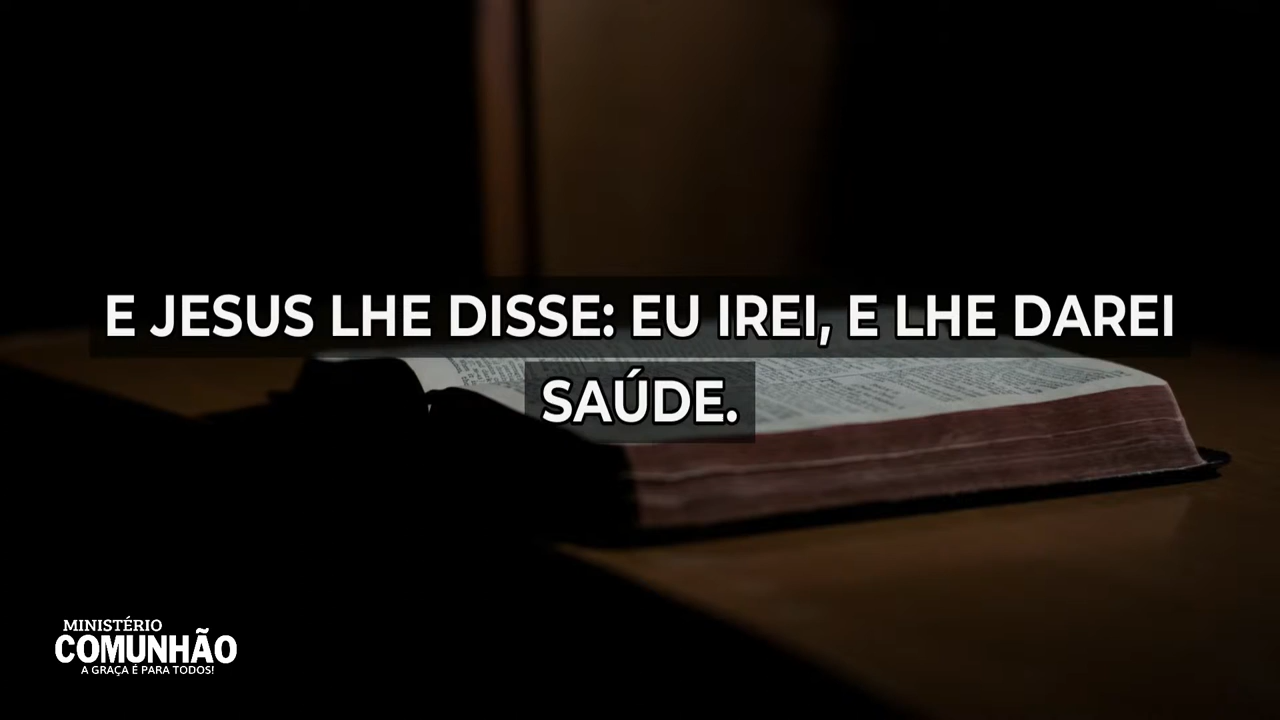 E JESUS LHE DISSE: EU IREI, E LHE DAREI
SAÚDE.
MINISTÉRIO
COMUNHÃO
A GRAÇA É PARA TODOS!